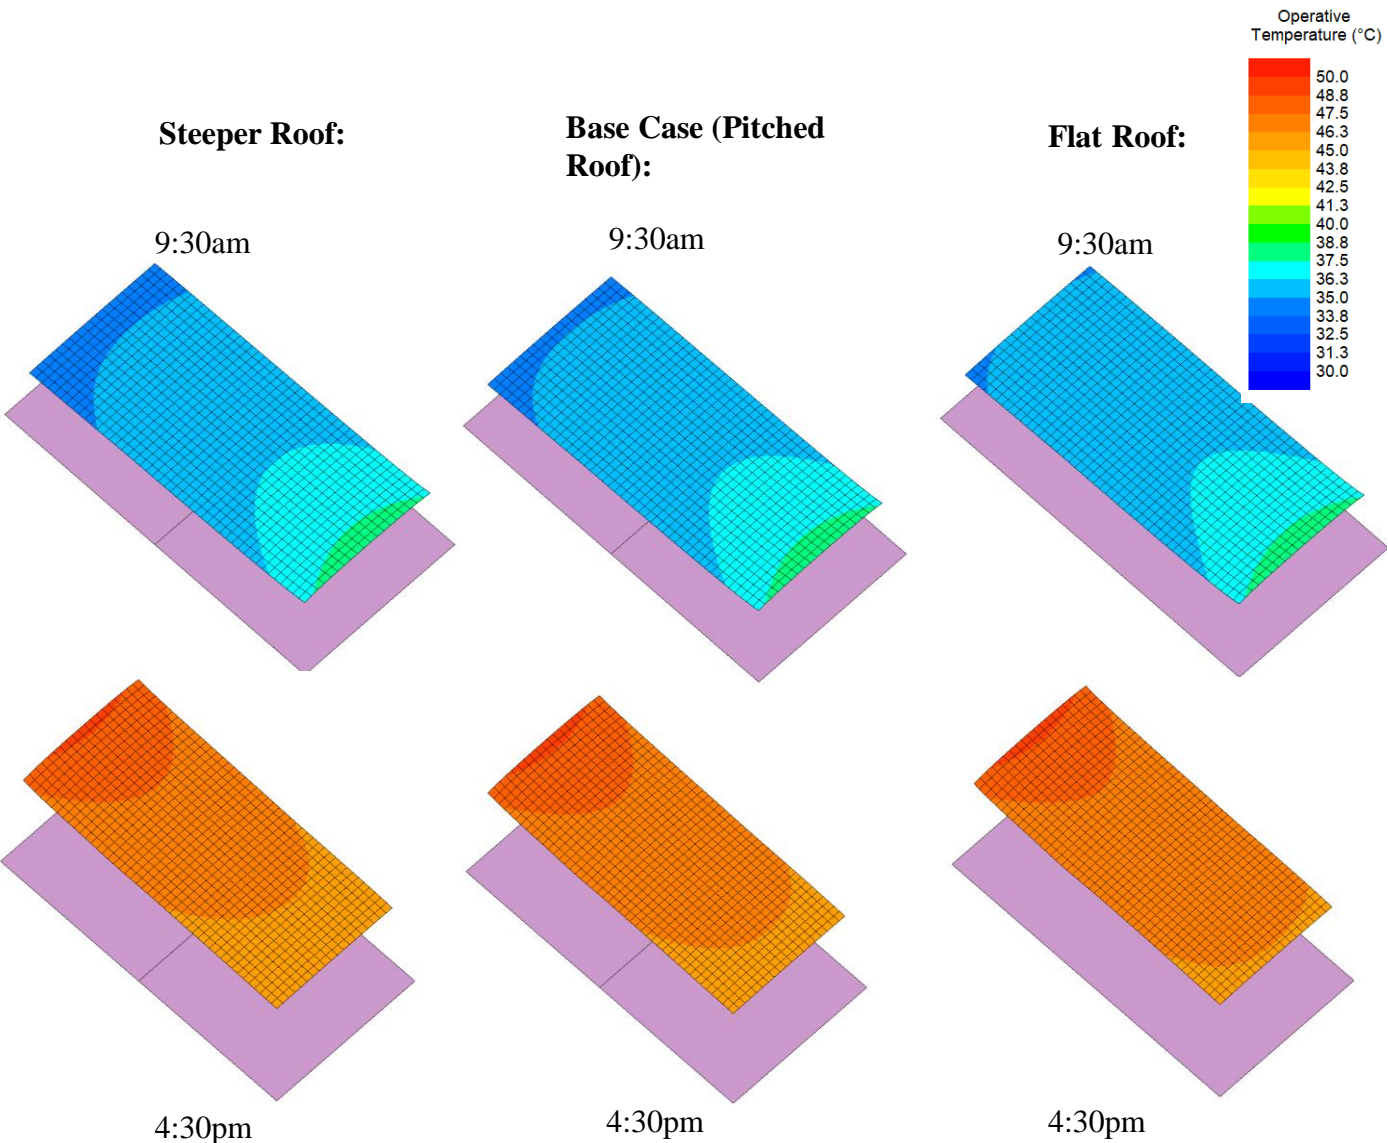 Operative
Temperature (°C)
50.0
48.8
47.5
46.3
45.0
43.8
42.5
41.3
40.0
38.8
37.5
36.3
35.0
33.8
32.5
31.3
30.0
Steeper Roof:
Base Case (Pitched
Roof):
Flat Roof:
9:30am
9:30am
9:30am
4:30pm
4:30pm
4:30pm